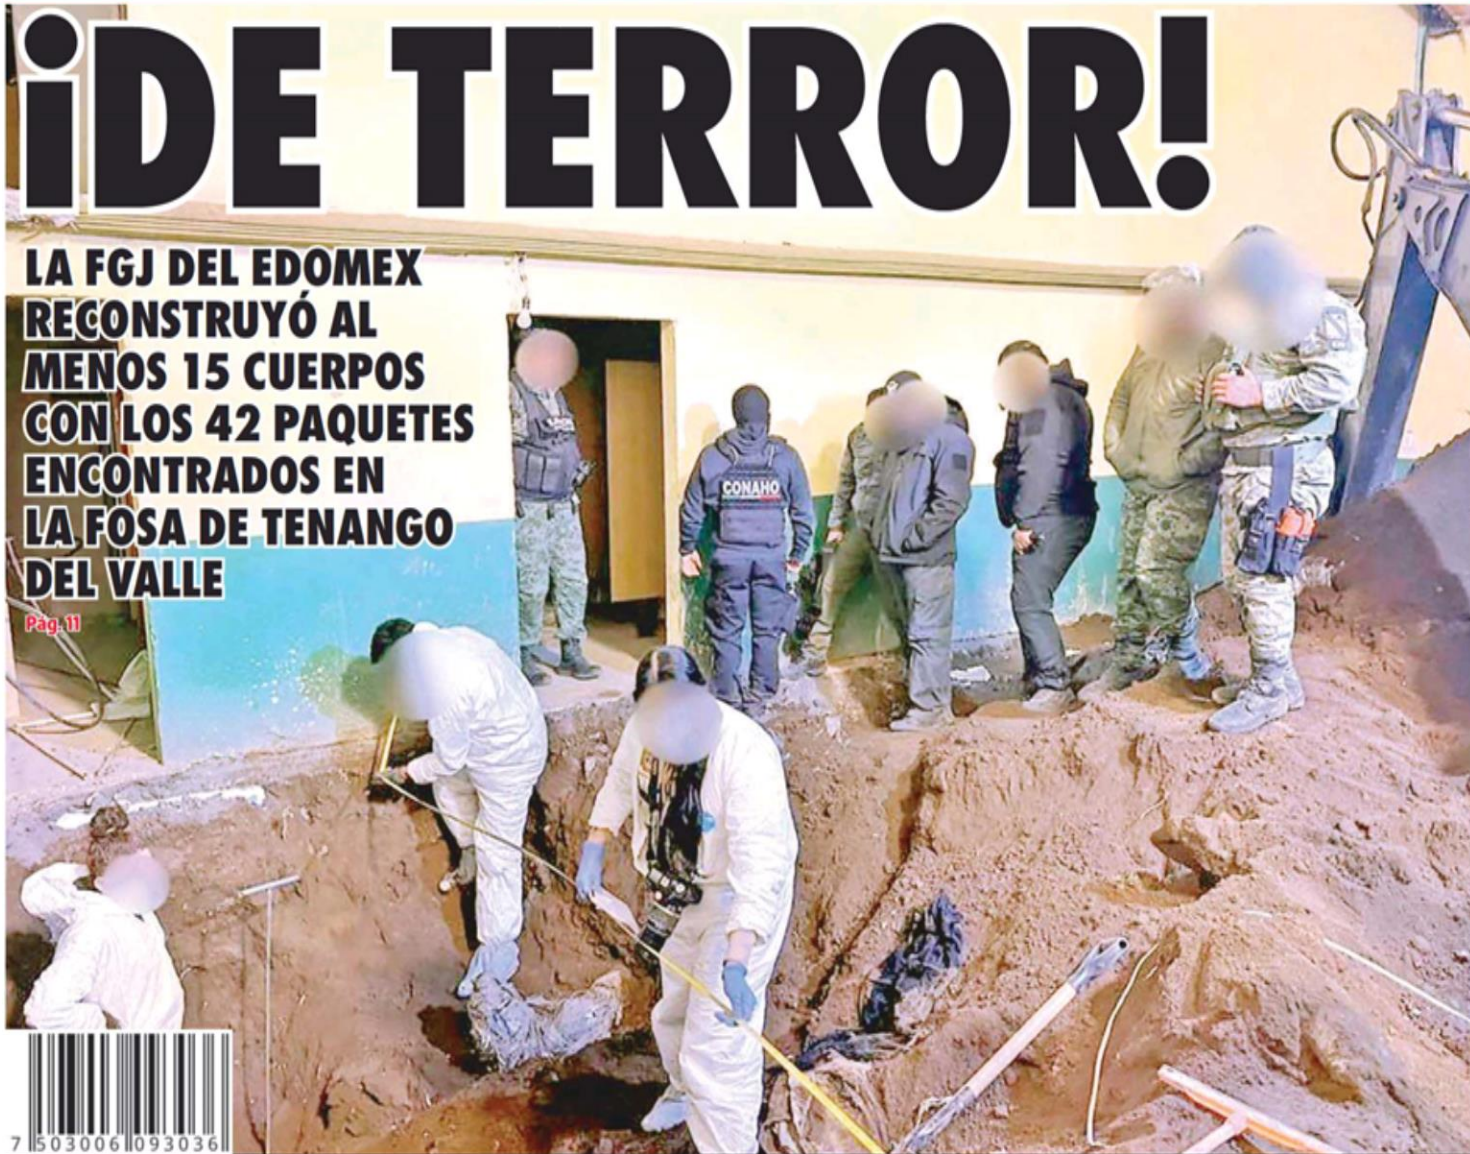 ¡DE TERROR!
LA FGJ DEL EDOMEX
RECONSTRUYÓ AL
MENOS 15 CUERPOS
CON LOS 42 PAQUETES
ENCONTRADOS EN
LA FOSA DE TENANGO
DEL VALLE
Pág. 11
CONAHO
7 503006 093036